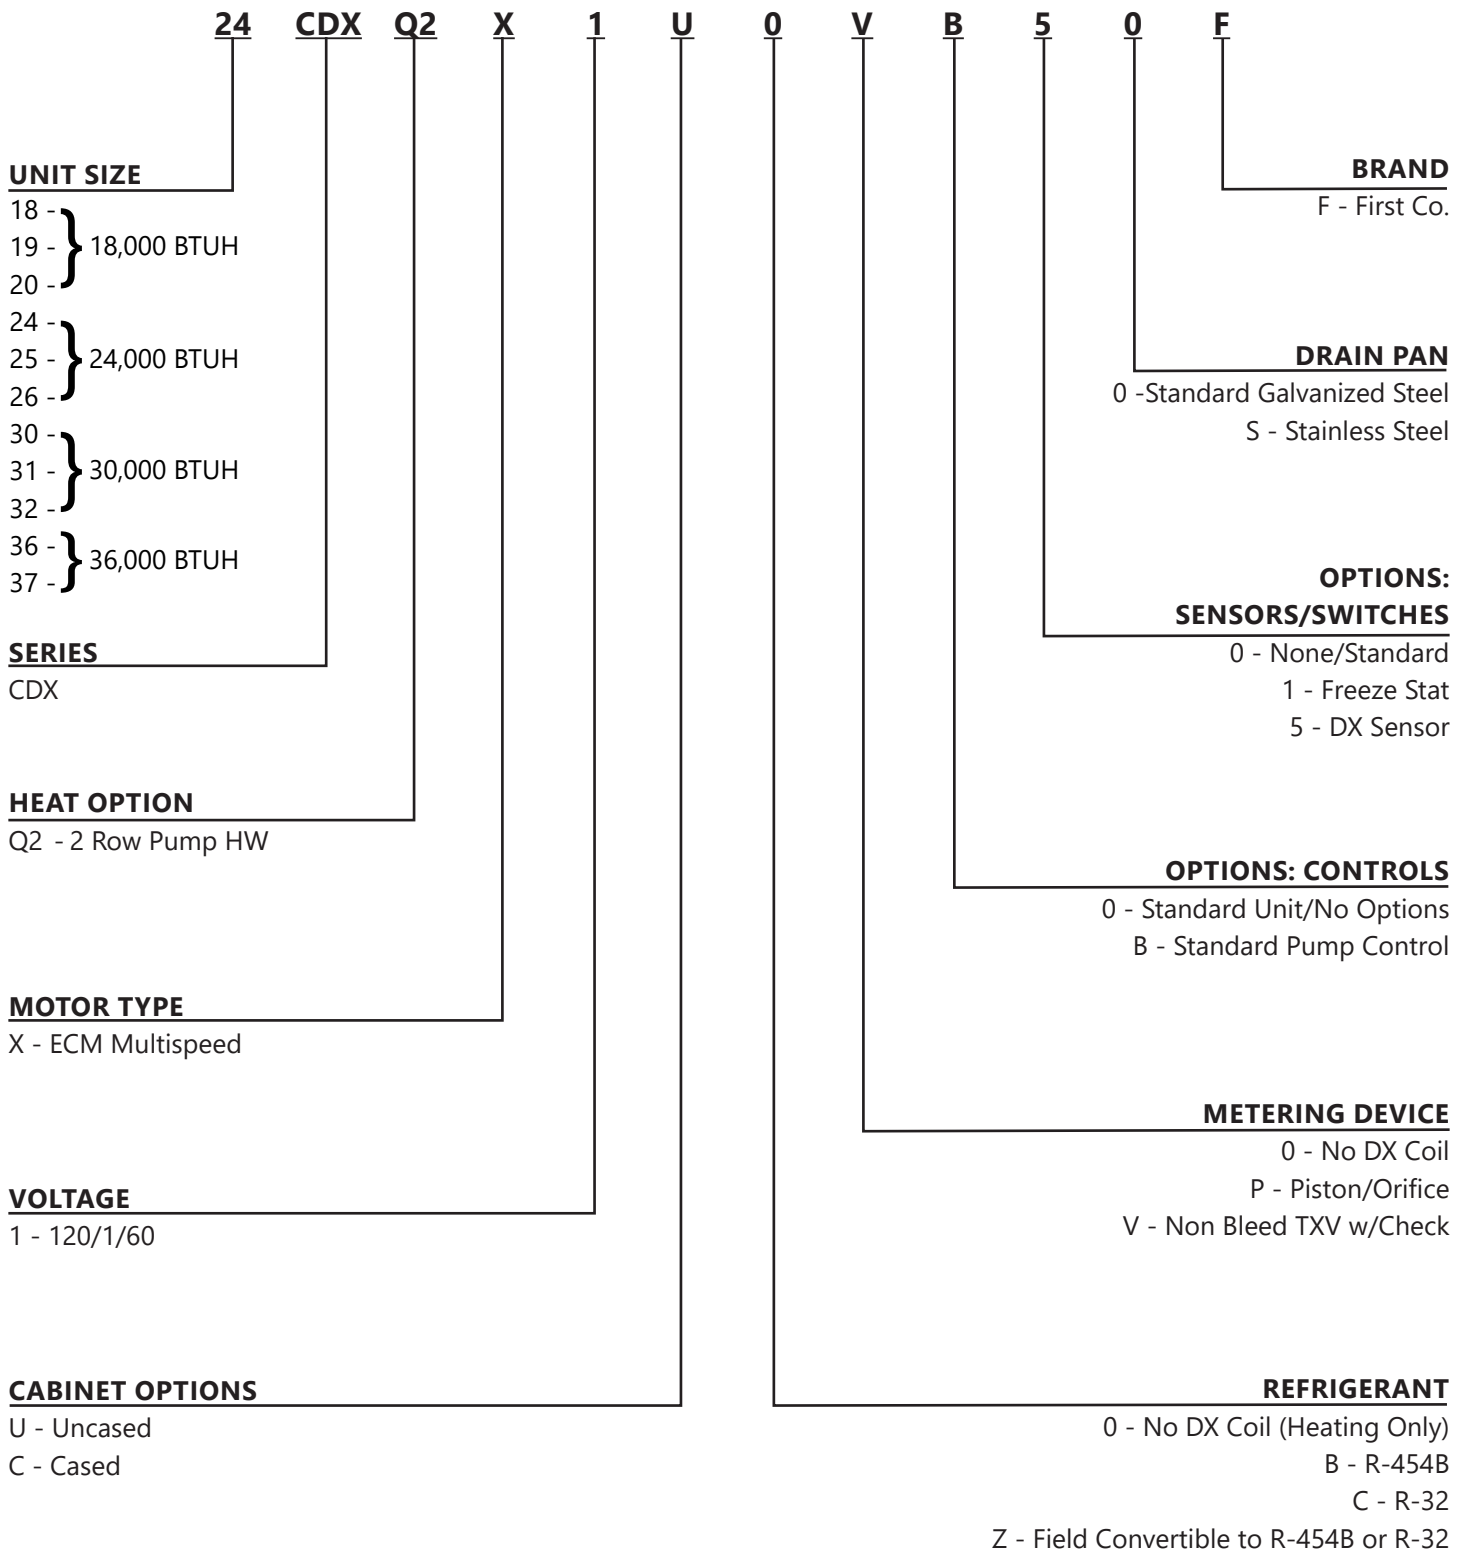 24 CDX Q2 X 1 U 0 V B 5 0 F
UNIT SIZE
18 -
19 - } 18,000 BTUH
20 -
24 -
25 - } 24,000 BTUH
26 -
30 -
31 - } 30,000 BTUH
32 -
36 -
} 36,000 BTUH
37 -
SERIES
CDX
HEAT OPTION
Q2 - 2 Row Pump HW
MOTOR TYPE
X - ECM Multispeed
VOLTAGE
1 - 120/1/60
CABINET OPTIONS
U - Uncased
C - Cased
BRAND
F - First Co.
DRAIN PAN
0 -Standard Galvanized Steel
S - Stainless Steel
OPTIONS:
SENSORS/SWITCHES
0 - None/Standard
1 - Freeze Stat
5 - DX Sensor
OPTIONS: CONTROLS
0 - Standard Unit/No Options
B - Standard Pump Control
METERING DEVICE
0 - No DX Coil
P - Piston/Orifice
V - Non Bleed TXV w/Check
REFRIGERANT
0 - No DX Coil (Heating Only)
B - R-454B
C - R-32
Z - Field Convertible to R-454B or R-32